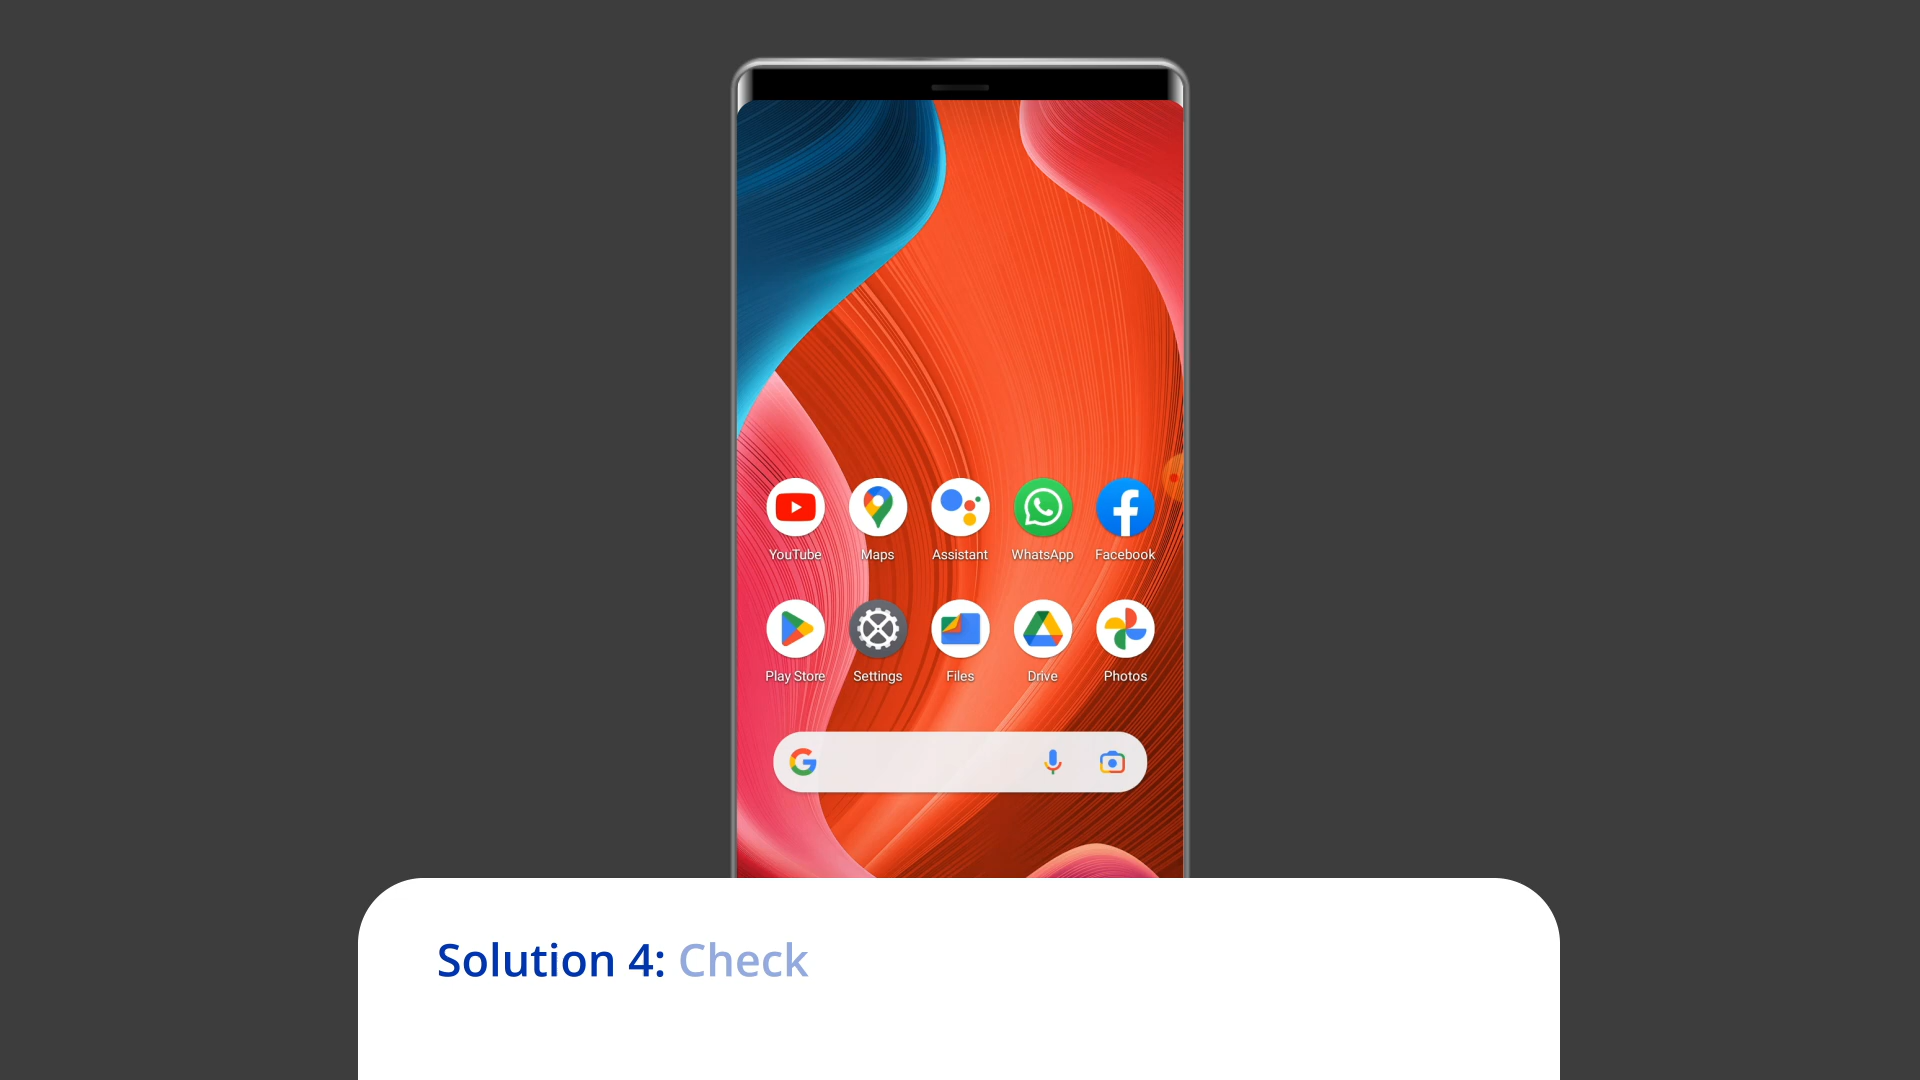 YouTube Maps Assistant WhatsApp Facebook
Play Store Settings Files Drive Photos
Solution 4: Check